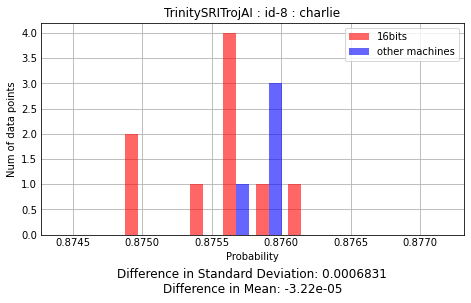 TrinitySRITrojAI : id-8 : charlie
16bits
other machines
Num of data points
4.0
3.5
3.0
2.5
2.0
1.5
1.0
0.5
0.0
0.8745 0.8750 0.8755 0.8760 0.8765 0.8770
Probability
Difference in Standard Deviation: 0.0006831
Difference in Mean: -3.22e-05